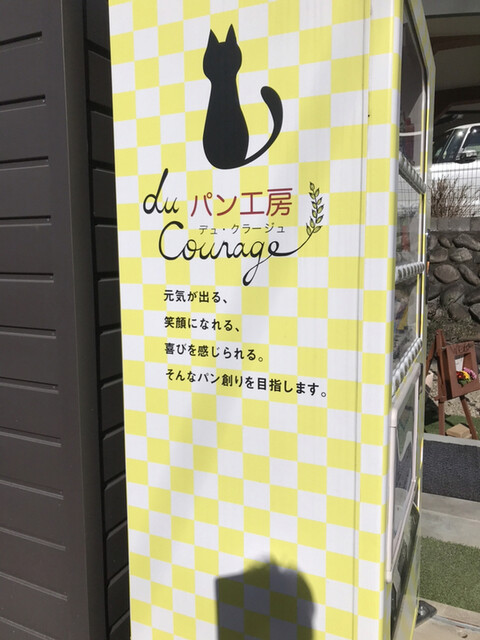 du パン工房
デュ・クラージュ
Courage
元気が出る、
笑顔になれる、
喜びを感じられる。
そんなパン創りを目指します。